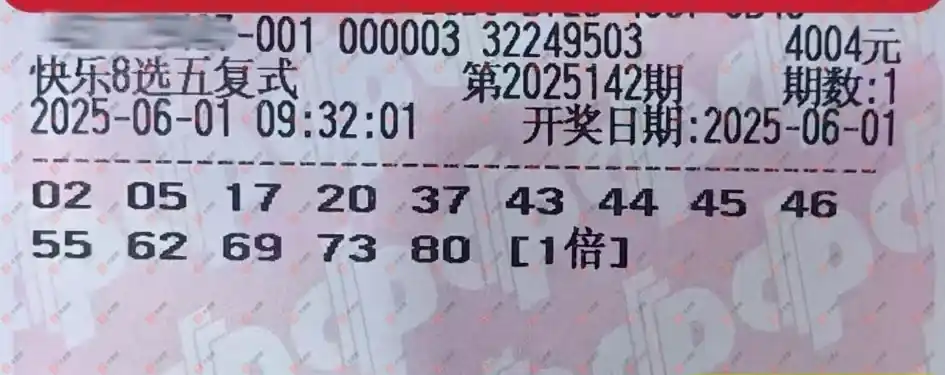 -001 000003 32249503 4004元
快乐8选五复式 第2025142期 期数:1
2025-06-01 09:32:01 开奖日期:2025-06-01
02 05 17 20 37 43 44 45 46
55 62 69 73 80 [1倍]